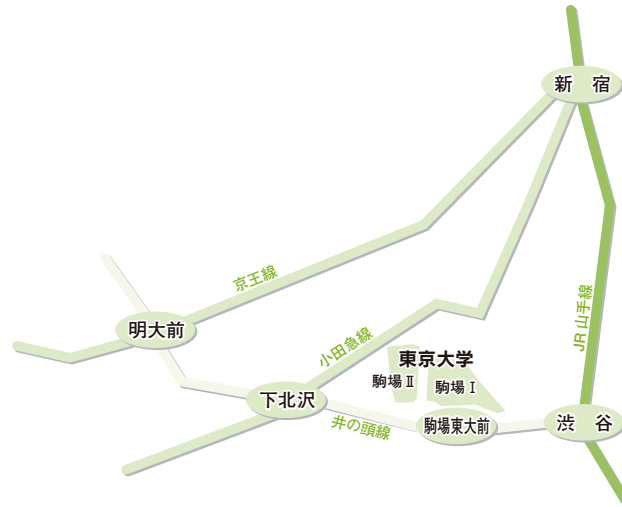 新　宿
京王線
JR 山手線
明大前
小田急線
東京大学
駒場Ⅱ
駒場Ⅰ
下北沢
井の頭線
駒場東大前
渋　谷